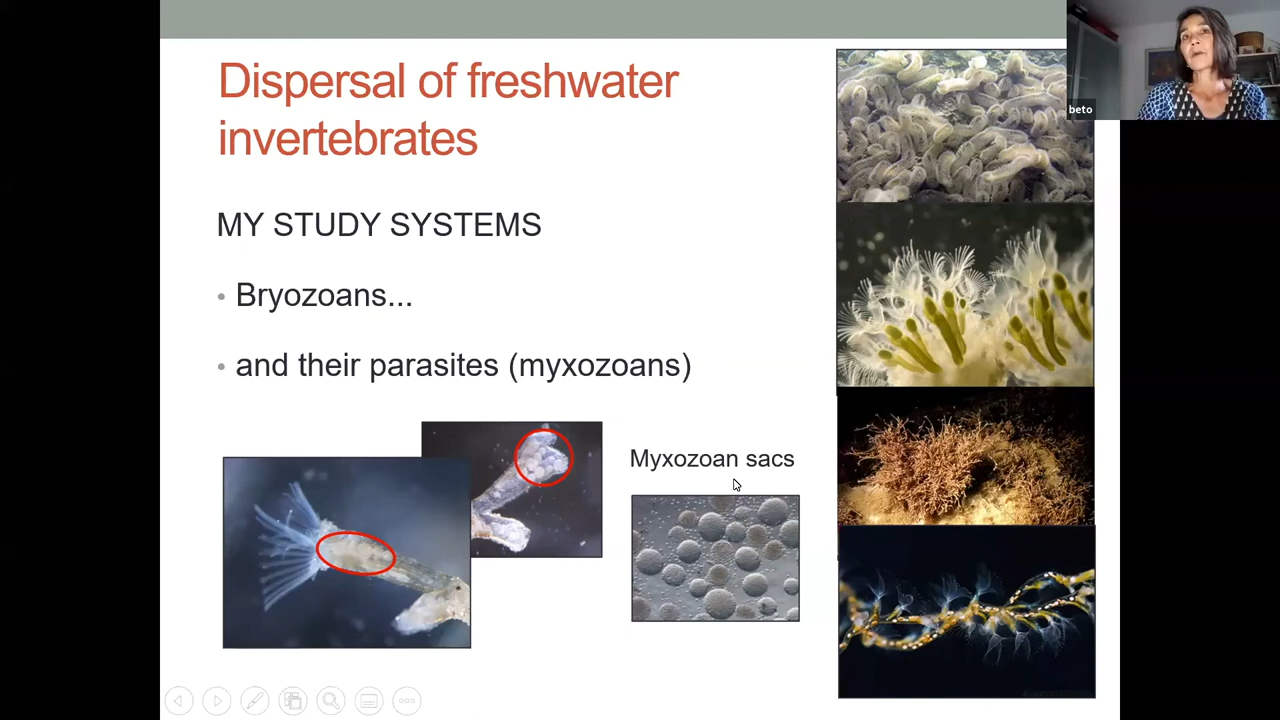 Dispersal of freshwater
invertebrates
MY STUDY SYSTEMS
• Bryozoans...
• and their parasites (myxozoans)
Myxozoan sacs
beto